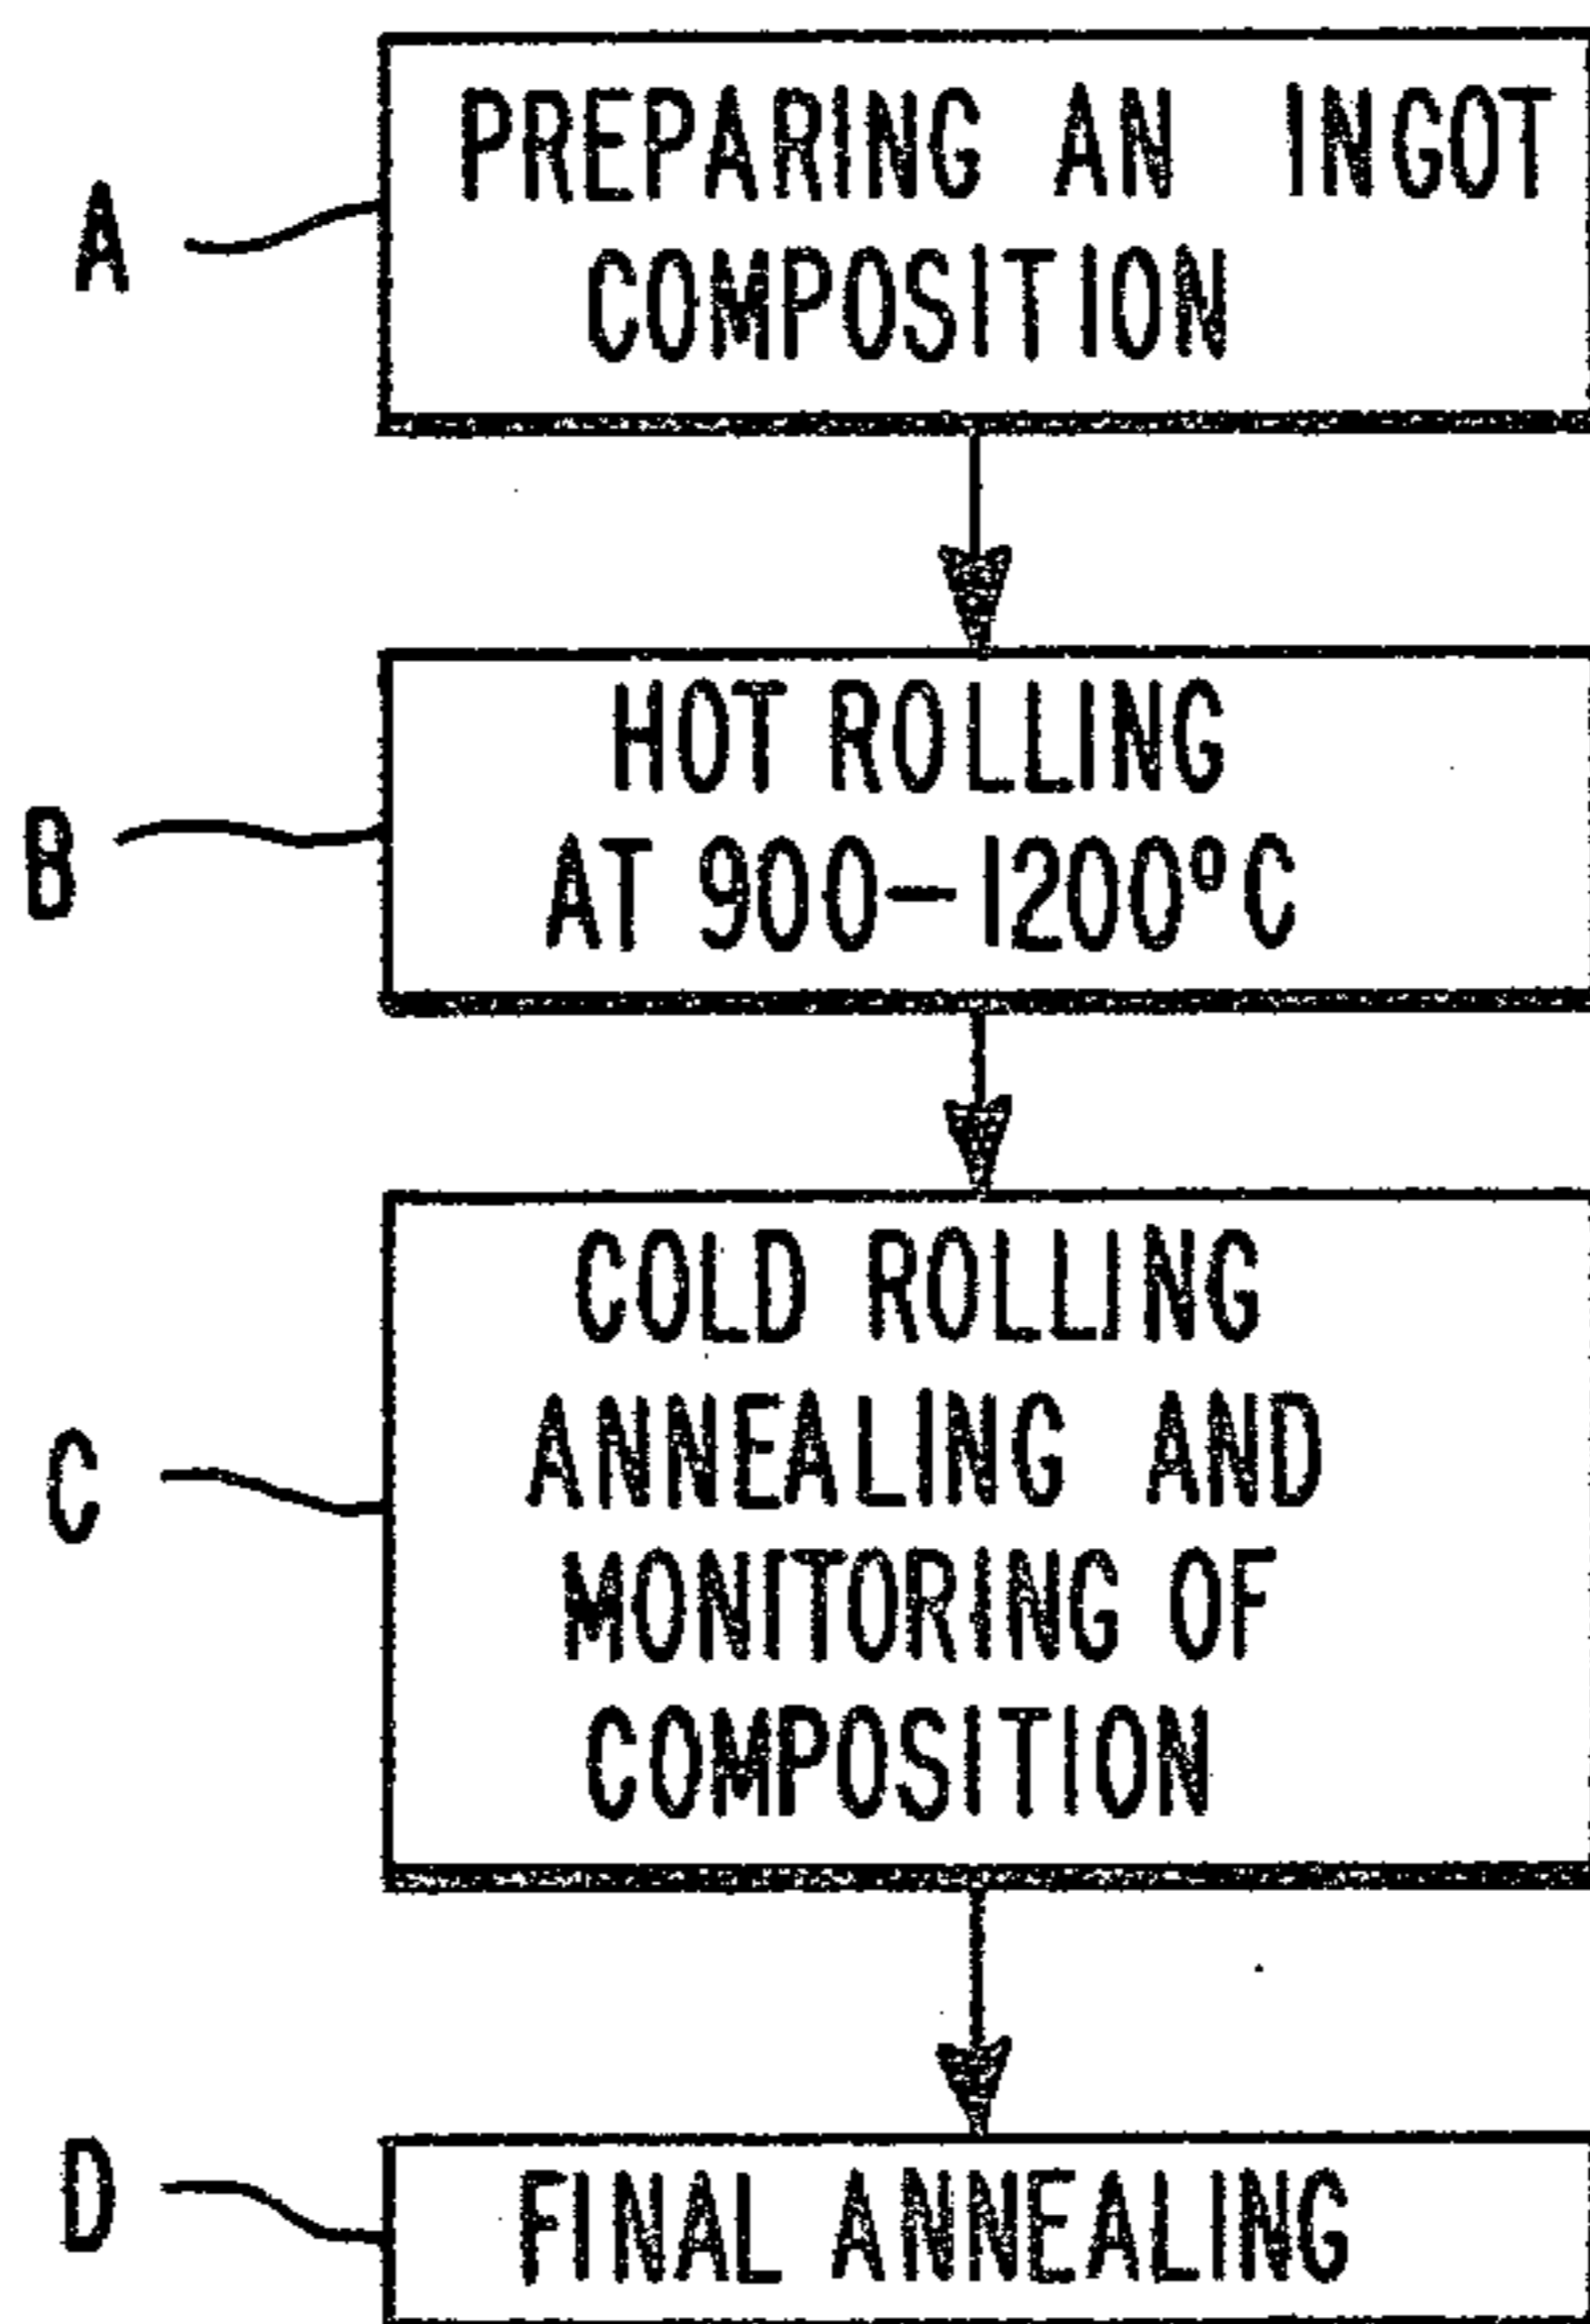 A
PREPARING AN INGOT
COMPOSITION
B
HOT ROLLING
AT 900-1200°C
C
COLD ROLLING
ANNEALING AND
MONITORING OF
COMPOSITION
D
FINAL ANNEALING